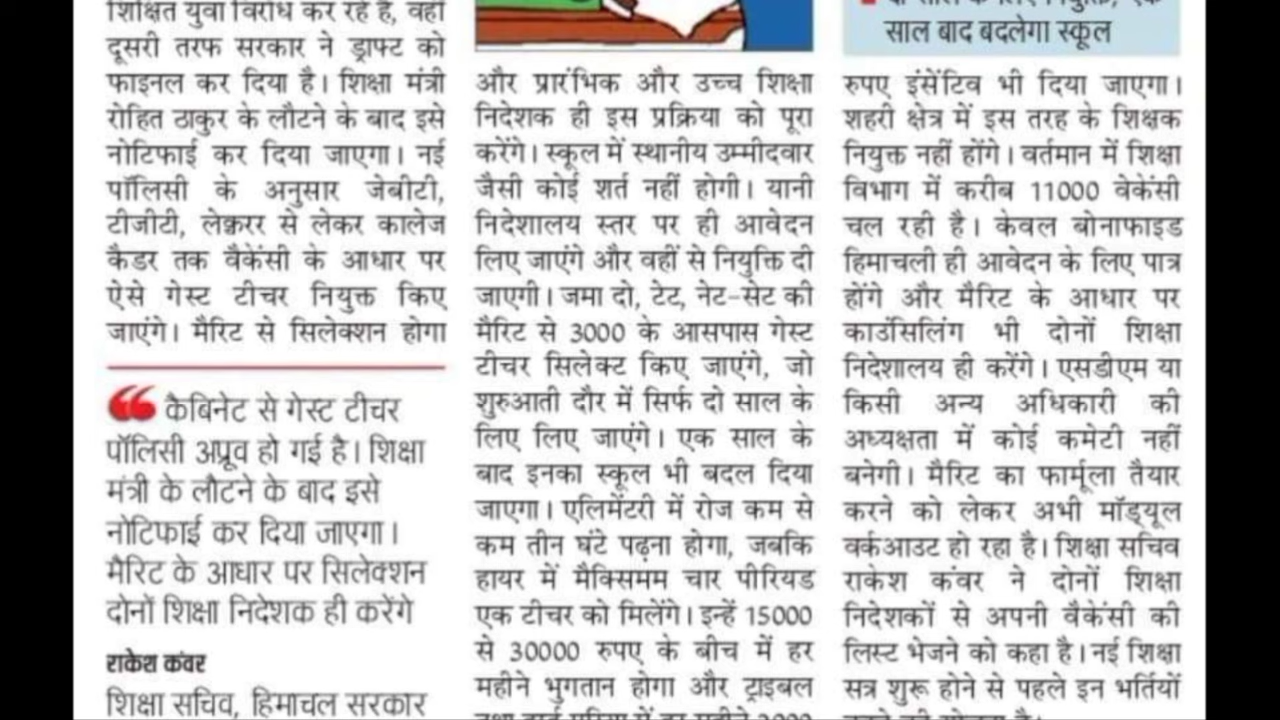 शिक्षित युवा विरोध कर रहे हैं, वहीं
दूसरी तरफ सरकार ने ड्राफ्ट को
फाइनल कर दिया है। शिक्षा मंत्री
रोहित ठाकुर के लौटने के बाद इसे
नोटिफाई कर दिया जाएगा। नई
पॉलिसी के अनुसार जेबीटी,
टीजीटी, लेक्चरर से लेकर कालेज
कैडर तक वैकेंसी के आधार पर
ऐसे गेस्ट टीचर नियुक्त किए
जाएंगे। मैरिट से सिलेक्शन होगा
कैबिनेट से गेस्ट टीचर
पॉलिसी अप्रूव हो गई है। शिक्षा
मंत्री के लौटने के बाद इसे
नोटिफाई कर दिया जाएगा।
मैरिट के आधार पर सिलेक्शन
दोनों शिक्षा निदेशक ही करेंगे
राकेश कंवर
शिक्षा सचिव, हिमाचल सरकार
और प्रारंभिक और उच्च शिक्षा
निदेशक ही इस प्रक्रिया को पूरा
करेंगे। स्कूल में स्थानीय उम्मीदवार
जैसी कोई शर्त नहीं होगी। यानी
निदेशालय स्तर पर ही आवेदन
लिए जाएंगे और वहीं से नियुक्ति दी
जाएगी। जमा दो, टेट, नेट-सेट की
मैरिट से 3000 के आसपास गेस्ट
टीचर सिलेक्ट किए जाएंगे, जो
शुरुआती दौर में सिर्फ दो साल के
लिए लिए जाएंगे। एक साल के
बाद इनका स्कूल भी बदल दिया
जाएगा। एलिमेंटरी में रोज कम से
कम तीन घंटे पढ़ना होगा, जबकि
हायर में मैक्सिमम चार पीरियड
एक टीचर को मिलेंगे। इन्हें 15000
से 30000 रुपए के बीच में हर
महीने भुगतान होगा और ट्राइबल
साल बाद बदलेगा स्कूल
रुपए इंसेंटिव भी दिया जाएगा।
शहरी क्षेत्र में इस तरह के शिक्षक
नियुक्त नहीं होंगे। वर्तमान में शिक्षा
विभाग में करीब 11000 वेकेंसी
चल रही है। केवल बोनाफाइड
हिमाचली ही आवेदन के लिए पात्र
होंगे और मैरिट के आधार पर
काउंसिलिंग भी दोनों शिक्षा
निदेशालय ही करेंगे। एसडीएम या
किसी अन्य अधिकारी की
अध्यक्षता में कोई कमेटी नहीं
बनेगी। मैरिट का फार्मूला तैयार
करने को लेकर अभी मॉड्यूल
वर्कआउट हो रहा है। शिक्षा सचिव
राकेश कंवर ने दोनों शिक्षा
निदेशकों से अपनी वैकेंसी की
लिस्ट भेजने को कहा है। नई शिक्षा
सत्र शुरू होने से पहले इन भर्तियों